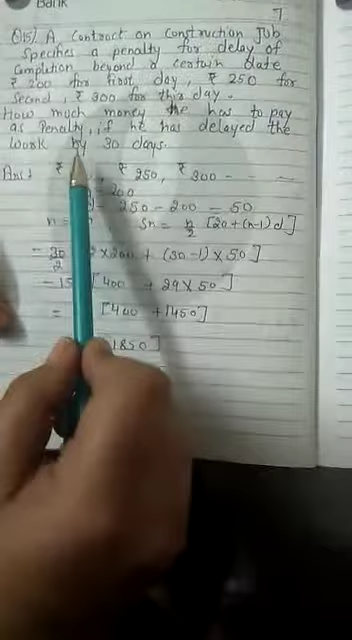 Bank
7
Q15) A Contract on Construction Job
Specifies a penalty for delay of
Completion beyond a certain date
₹ 200 for first day, ₹ 250 for
Second, ₹ 300 for third day.
How much money he has to pay
as Penalty, if he has delayed the
Work by 30 days.
Ans: ₹ , ₹ 250, ₹ 300 - - -
= 200
= 250 - 200 = 50
n = Sn = n/2 [2a + (n-1) d]
= 30/2 2 x 200 + (30-1) x 50]
= 15 [400 + 29 x 50]
= [400 + 1450]
1850]